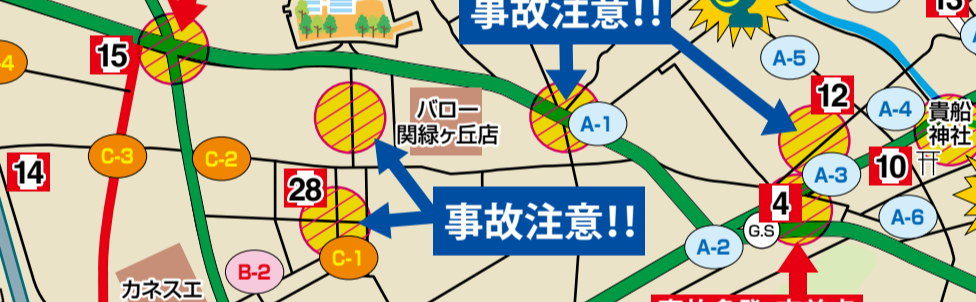 事故注意!!
13
A-5
15
12
-4
A-4
バロー
関緑ヶ丘店
A-1
貴船
神社
C-3
C-2
A-3
10
14
28
4
事故注意!!
G.S
A-6
A-2
C-1
B-2
カネスエ